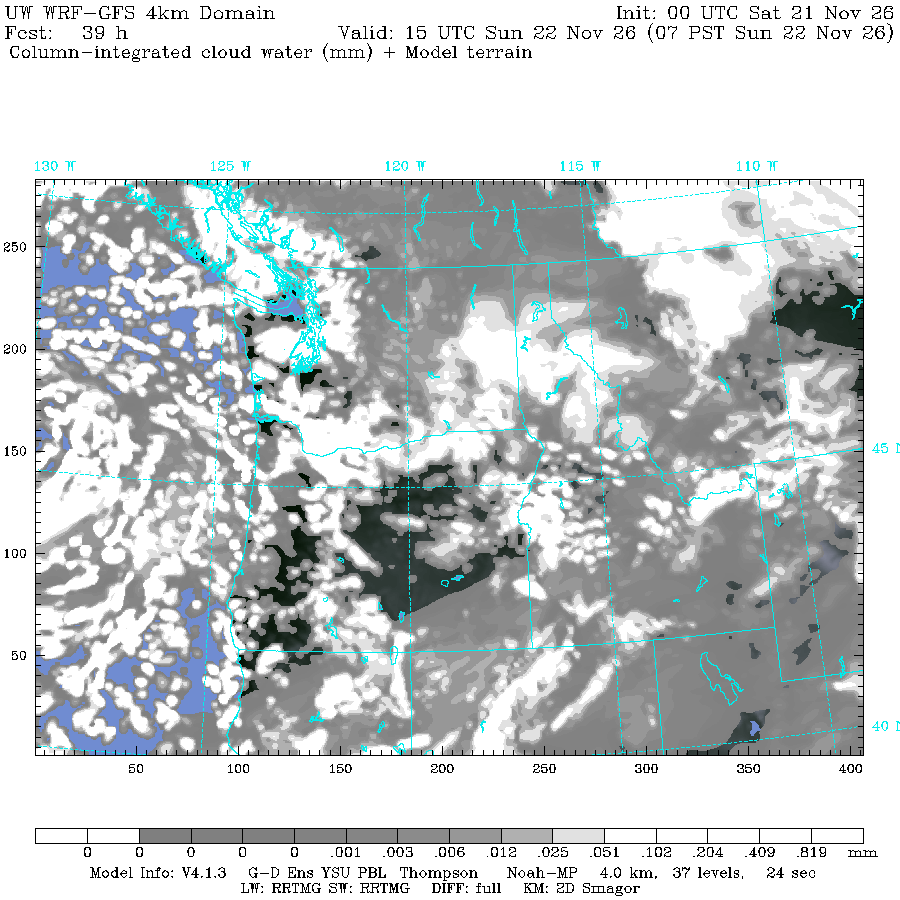 UW WRF-GFS 4km Domain Init: 00 UTC Sat 21 Nov 26
Fcst: 39 h Valid: 15 UTC Sun 22 Nov 26 (07 PST Sun 22 Nov 26)
Column-integrated cloud water (mm) + Model terrain
130 W 125 W 120 W 115 W 110 W
250
200
150 45 N
100
50
40 N
50 100 150 200 250 300 350 400
0 0 0 0 0 .001 .003 .006 .012 .025 .051 .102 .204 .409 .819 mm
Model Info: V4.1.3 G-D Ens YSU PBL Thompson Noah-MP 4.0 km, 37 levels, 24 sec
LW: RRTMG SW: RRTMG DIFF: full KM: 2D Smagor